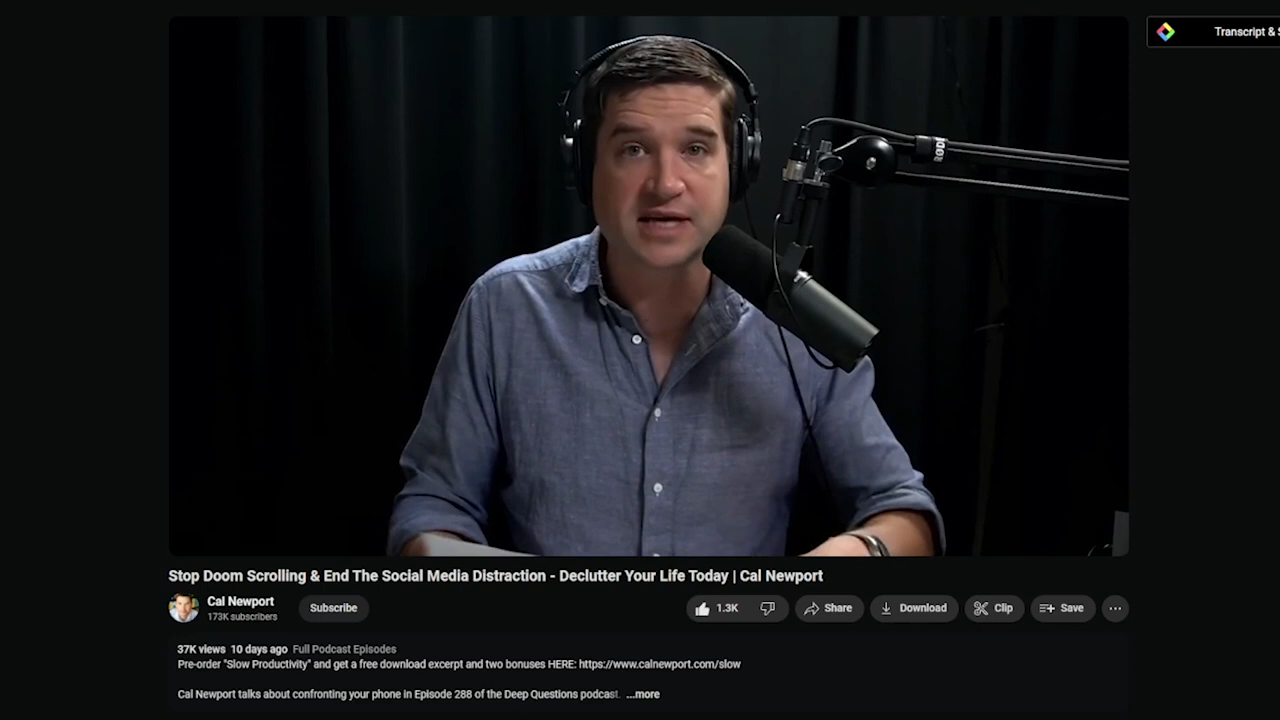 Transcript &
RØDE
Stop Doom Scrolling & End The Social Media Distraction - Declutter Your Life Today | Cal Newport
Cal Newport
173K subscribers
Subscribe
1.3K
Share
Download
Clip
Save
37K views 10 days ago Full Podcast Episodes
Pre-order "Slow Productivity" and get a free download excerpt and two bonuses HERE: https://www.calnewport.com/slow
Cal Newport talks about confronting your phone in Episode 288 of the Deep Questions podcast. ...more